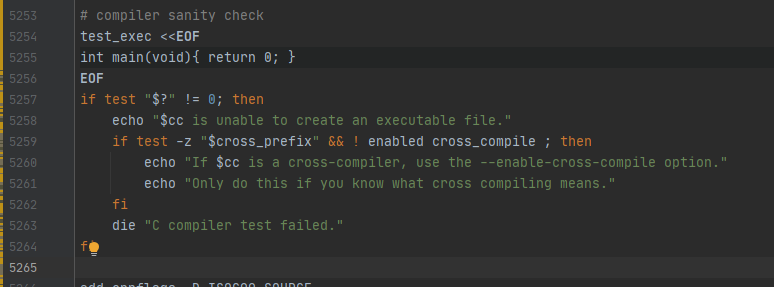 5253 # compiler sanity check
5254 test_exec <<EOF
5255 int main(void){ return 0; }
5256 EOF
5257 if test "$?" != 0; then
5258     echo "$cc is unable to create an executable file."
5259     if test -z "$cross_prefix" && ! enabled cross_compile ; then
5260         echo "If $cc is a cross-compiler, use the --enable-cross-compile option."
5261         echo "Only do this if you know what cross compiling means."
5262     fi
5263     die "C compiler test failed."
5264 fi
5265